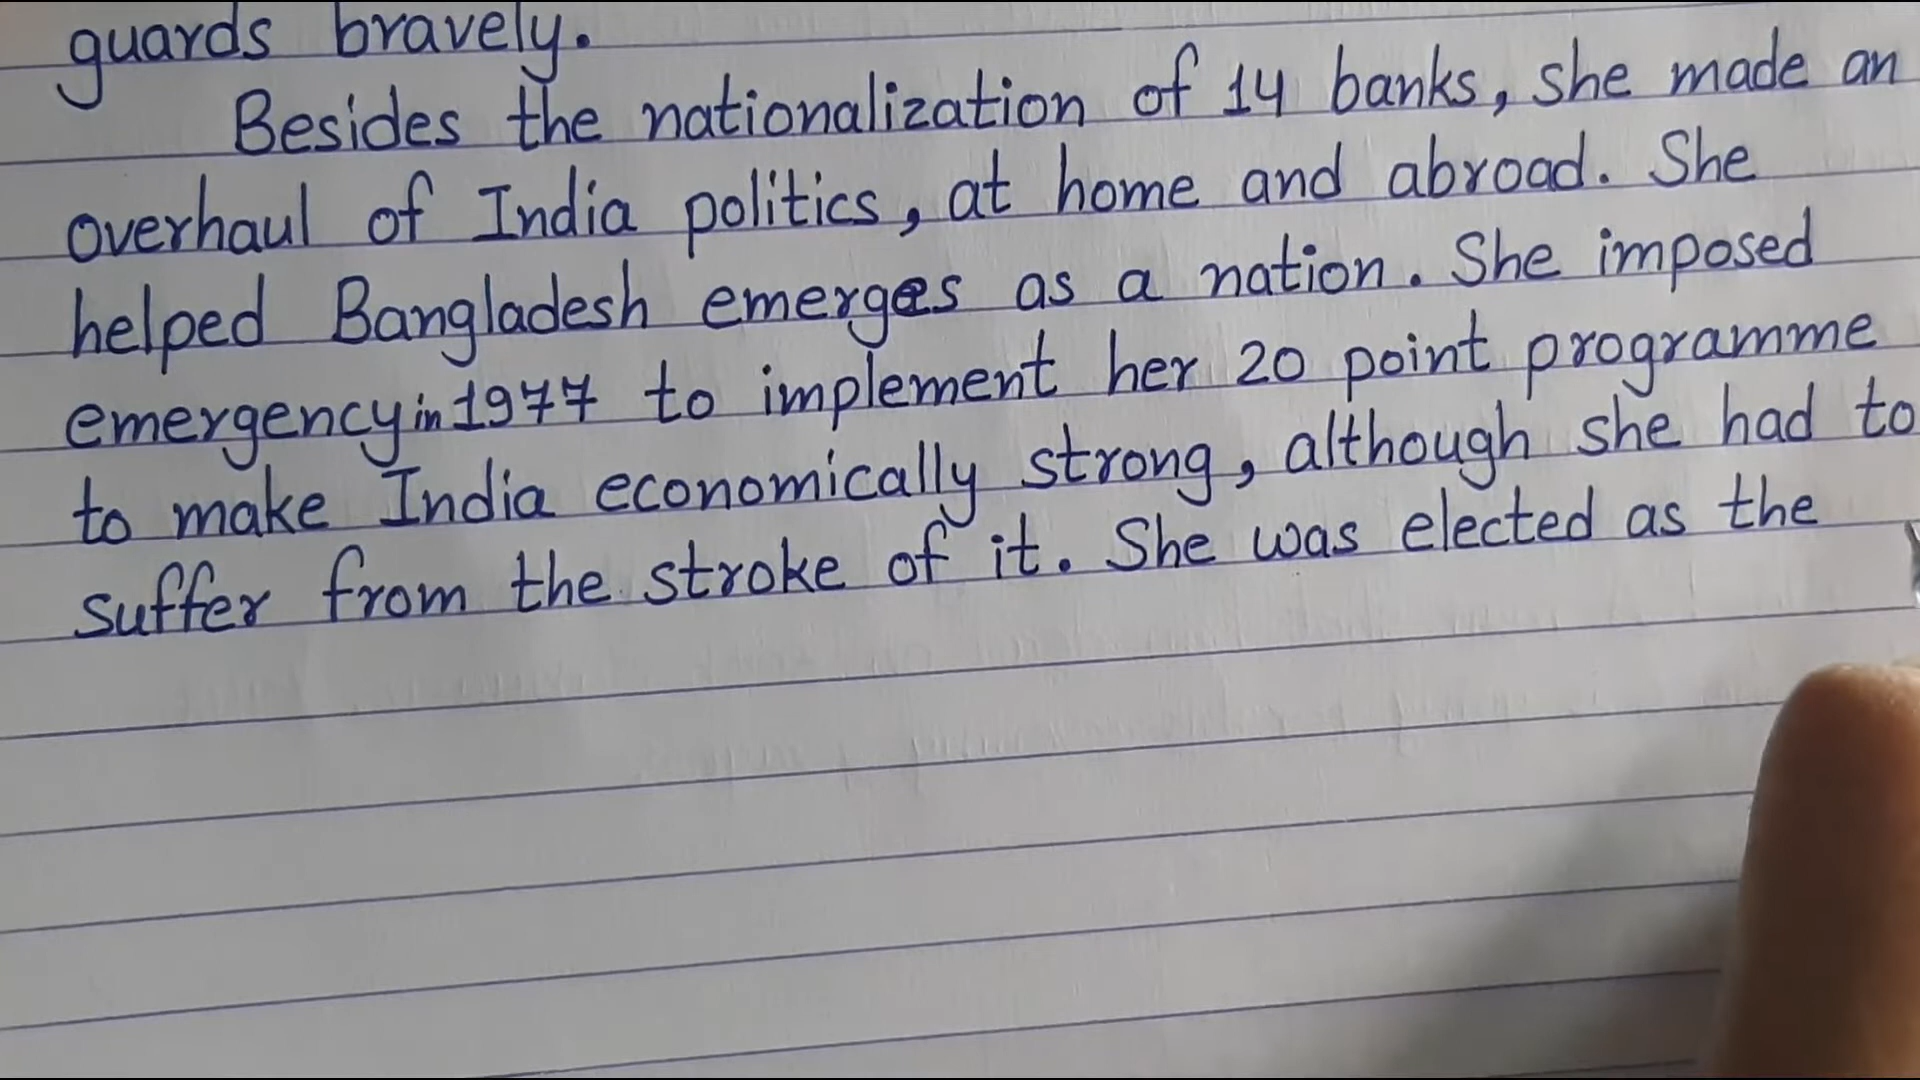 guards bravely.
Besides the nationalization of 14 banks, she made an
overhaul of India politics, at home and abroad. She
helped Bangladesh emerges as a nation. She imposed
emergency in 1977 to implement her 20 point programme
to make India economically strong, although she had to
suffer from the stroke of it. She was elected as the